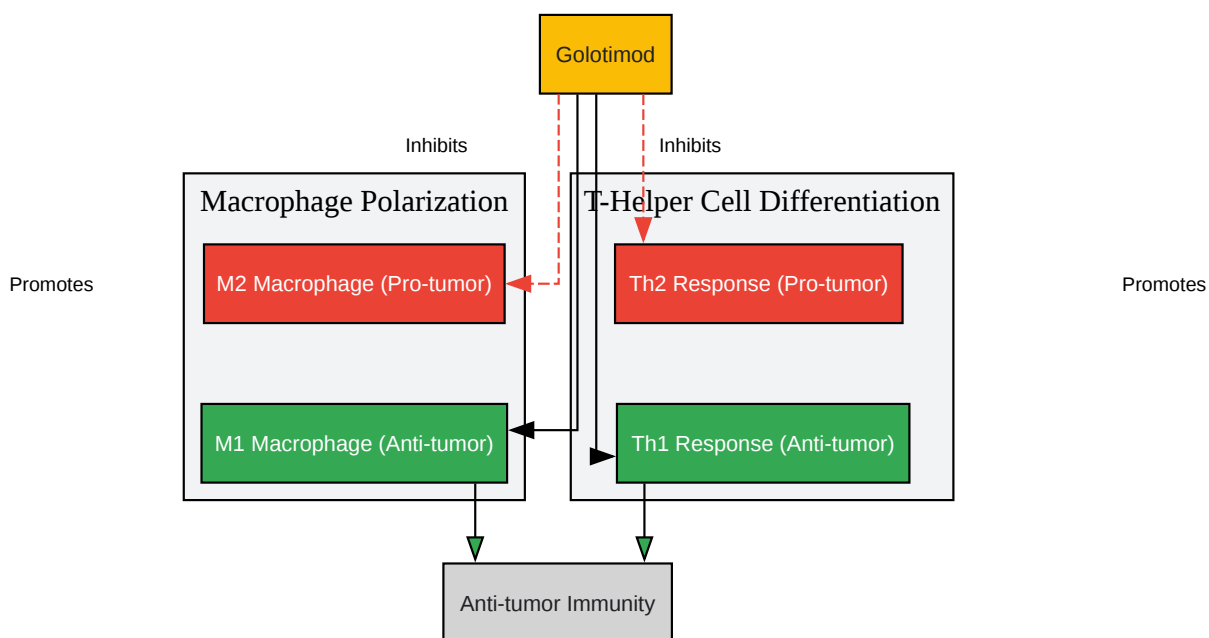 Golotimod
Inhibits
Inhibits
Macrophage Polarization
T-Helper Cell Differentiation
Promotes
M2 Macrophage (Pro-tumor)
Th2 Response (Pro-tumor)
Promotes
M1 Macrophage (Anti-tumor)
Th1 Response (Anti-tumor)
Anti-tumor Immunity